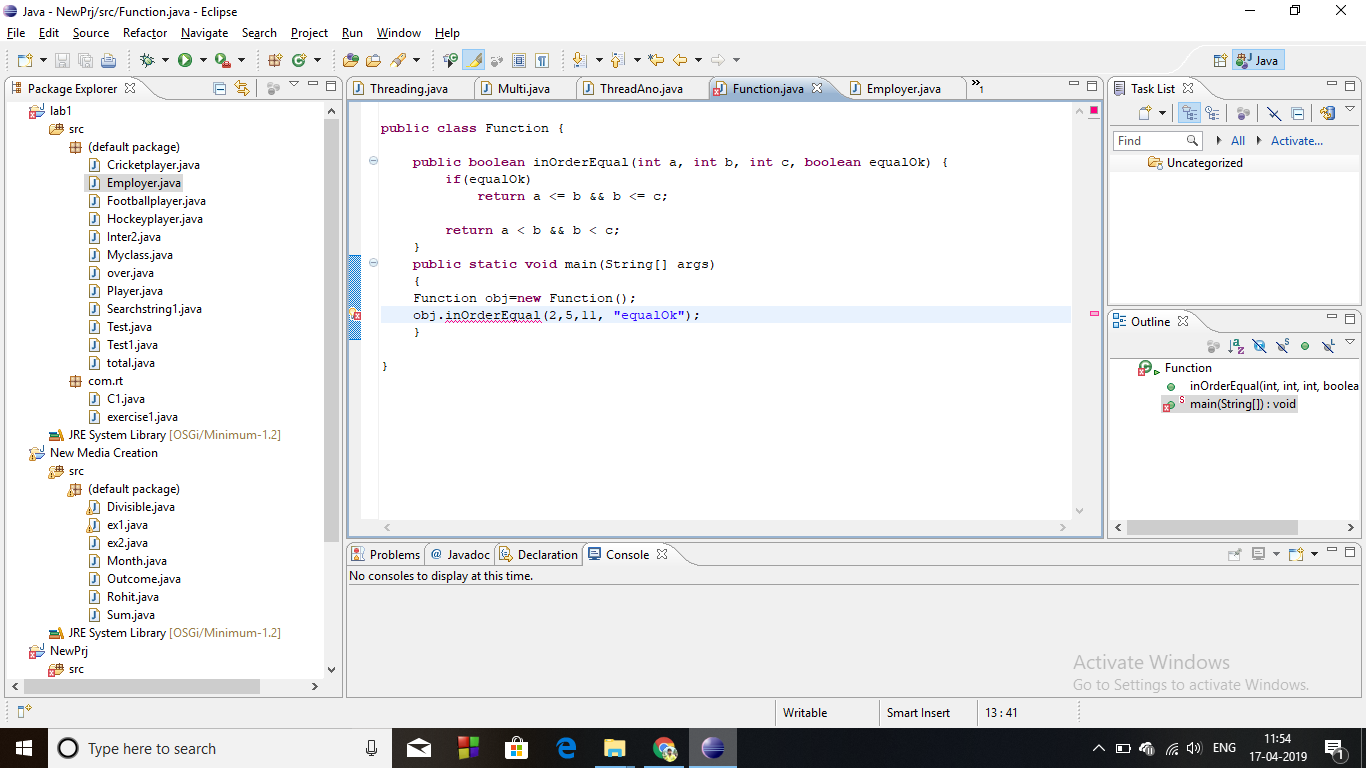 Java - NewPrj/src/Function.java - Eclipse
File Edit Source Refactor Navigate Search Project Run Window Help
Java
Package Explorer
lab1
src
(default package)
Cricketplayer.java
Employer.java
Footballplayer.java
Hockeyplayer.java
Inter2.java
Myclass.java
over.java
Player.java
Searchstring1.java
Test.java
Test1.java
total.java
com.rt
C1.java
exercise1.java
JRE System Library [OSGi/Minimum-1.2]
New Media Creation
src
(default package)
Divisible.java
ex1.java
ex2.java
Month.java
Outcome.java
Rohit.java
Sum.java
JRE System Library [OSGi/Minimum-1.2]
NewPrj
src
Threading.java Multi.java ThreadAno.java Function.java Employer.java »1
public class Function {
public boolean inOrderEqual(int a, int b, int c, boolean equalOk) {
if(equalOk)
return a <= b && b <= c;
return a < b && b < c;
}
public static void main(String[] args)
{
Function obj=new Function();
obj.inOrderEqual(2,5,11, "equalOk");
}
}
Task List
Find All Activate...
Uncategorized
Outline
Function
inOrderEqual(int, int, int, boolea
main(String[]) : void
Problems @ Javadoc Declaration Console
No consoles to display at this time.
Activate Windows
Go to Settings to activate Windows.
Writable Smart Insert 13 : 41
Type here to search
ENG
11:54
17-04-2019
1